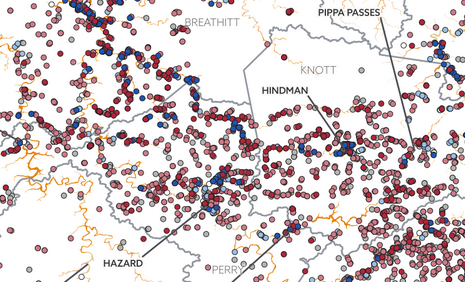 PIPPA PASSES
BREATHITT
KNOTT
HINDMAN
HAZARD
PERRY